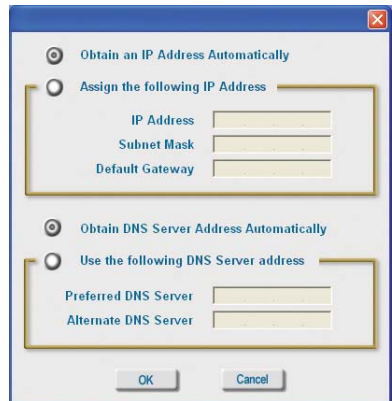 Obtain an IP Address Automatically
Assign the following IP Address
IP Address
Subnet Mask
Default Gateway
Obtain DNS Server Address Automatically
Use the following DNS Server address
Preferred DNS Server
Alternate DNS Server
OK Cancel